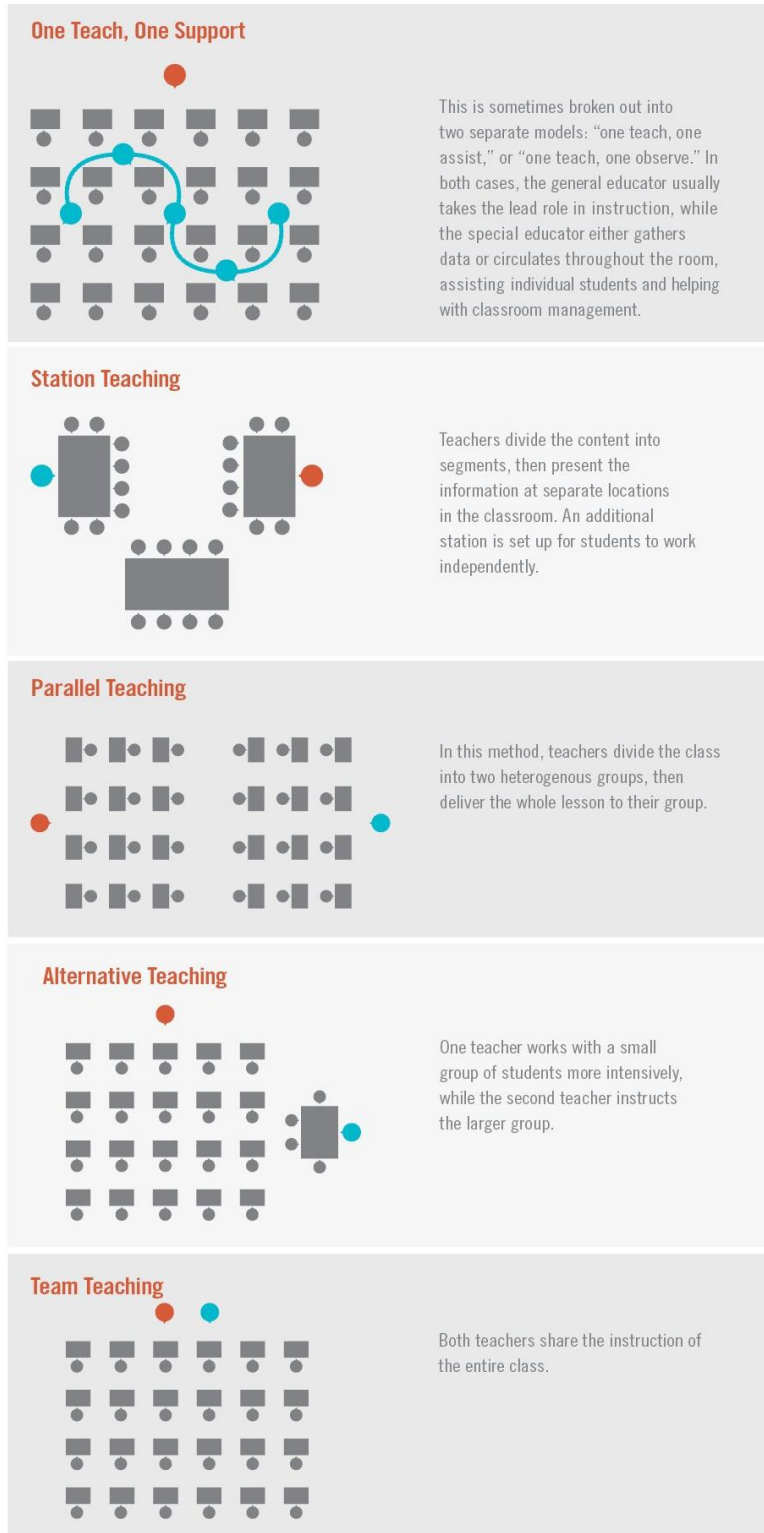 One Teach, One Support
This is sometimes broken out into
two separate models: “one teach, one
assist,” or “one teach, one observe.” In
both cases, the general educator usually
takes the lead role in instruction, while
the special educator either gathers
data or circulates throughout the room,
assisting individual students and helping
with classroom management.
Station Teaching
Teachers divide the content into
segments, then present the
information at separate locations
in the classroom. An additional
station is set up for students to work
independently.
Parallel Teaching
In this method, teachers divide the class
into two heterogenous groups, then
deliver the whole lesson to their group.
Alternative Teaching
One teacher works with a small
group of students more intensively,
while the second teacher instructs
the larger group.
Team Teaching
Both teachers share the instruction of
the entire class.